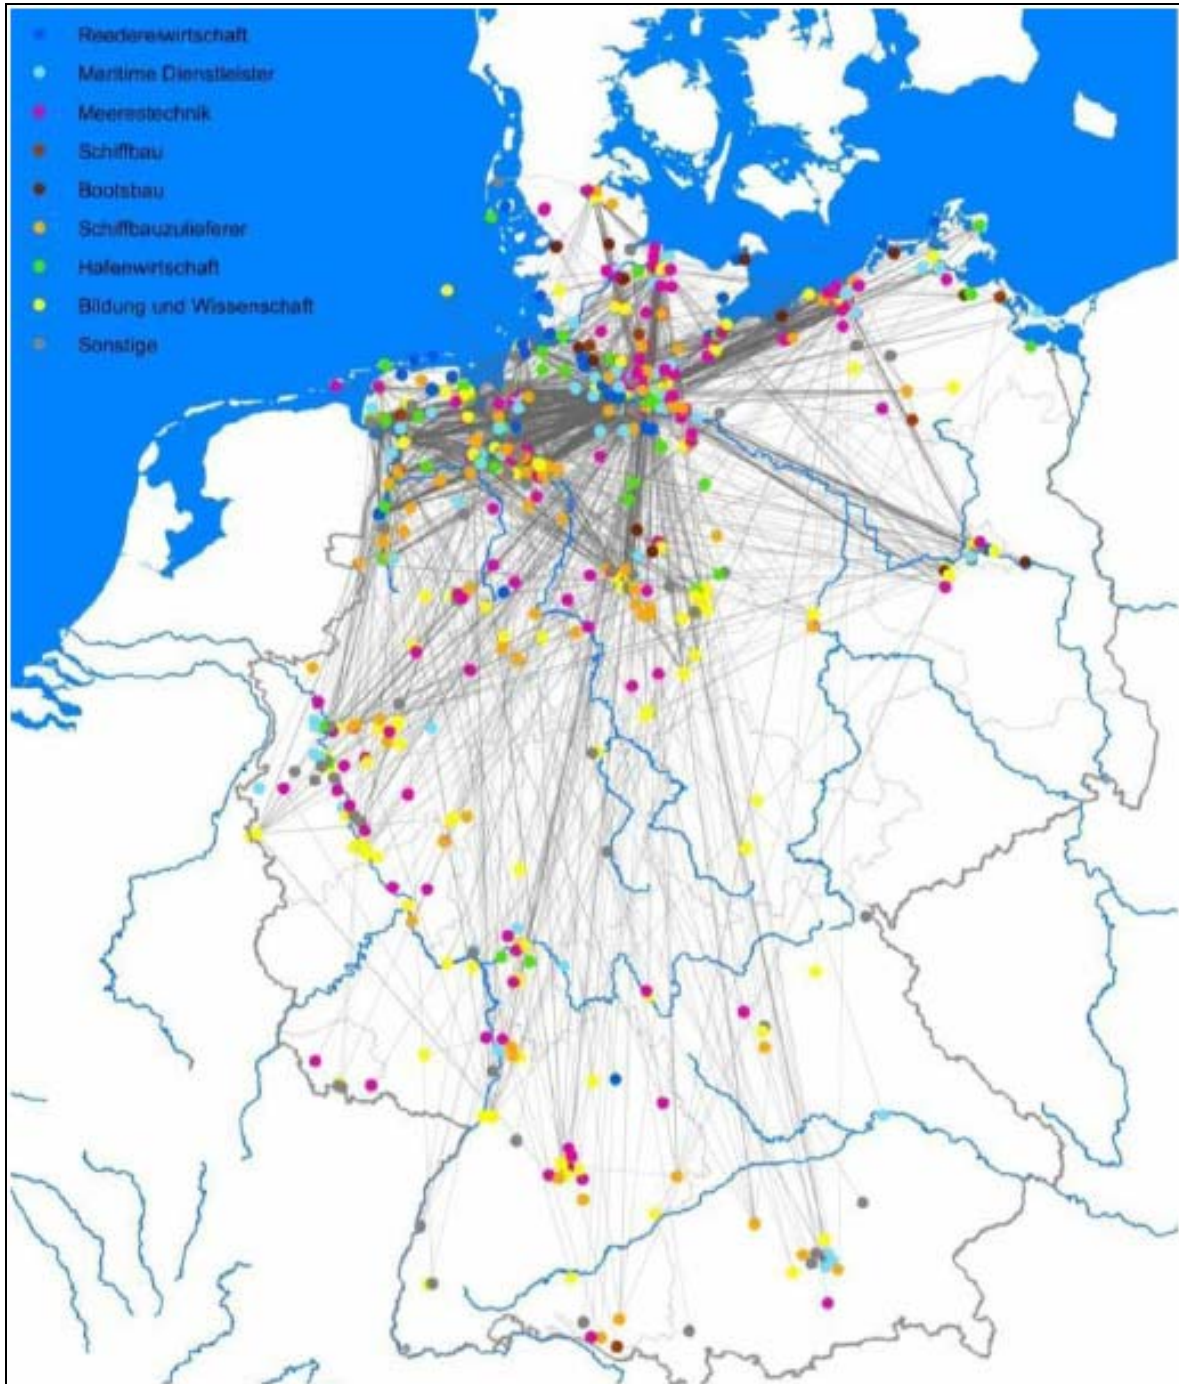 Reedereiwirtschaft
Maritime Dienstleister
Meerestechnik
Schiffbau
Bootsbau
Schiffbauzulieferer
Hafenwirtschaft
Bildung und Wissenschaft
Sonstige